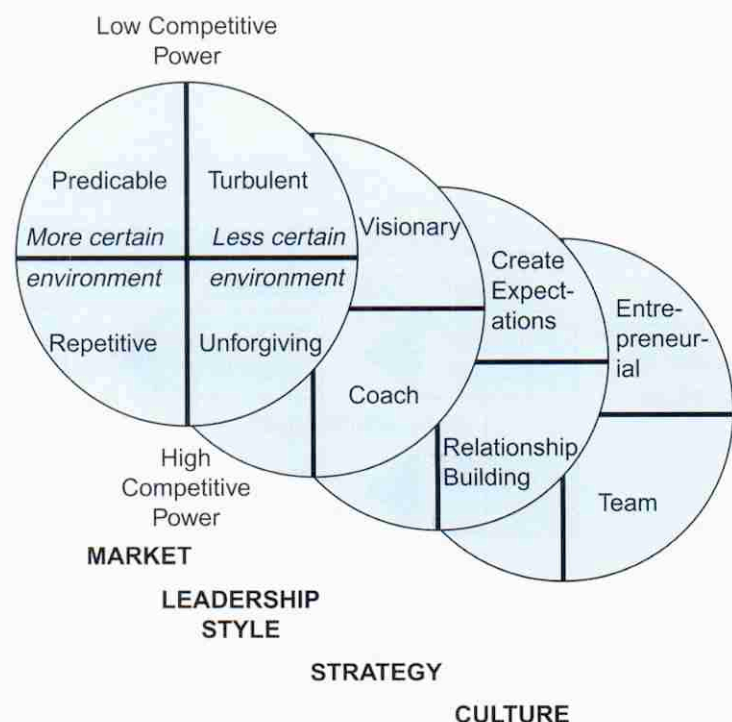 Low Competitive
Power
Predicable
Turbulent
More certain
Less certain
environment
environment
Repetitive
Unforgiving
High
Competitive
Power
Visionary
Coach
Create
Expect-
ations
Relationship
Building
Entre-
preneur-
ial
Team
MARKET
LEADERSHIP
STYLE
STRATEGY
CULTURE